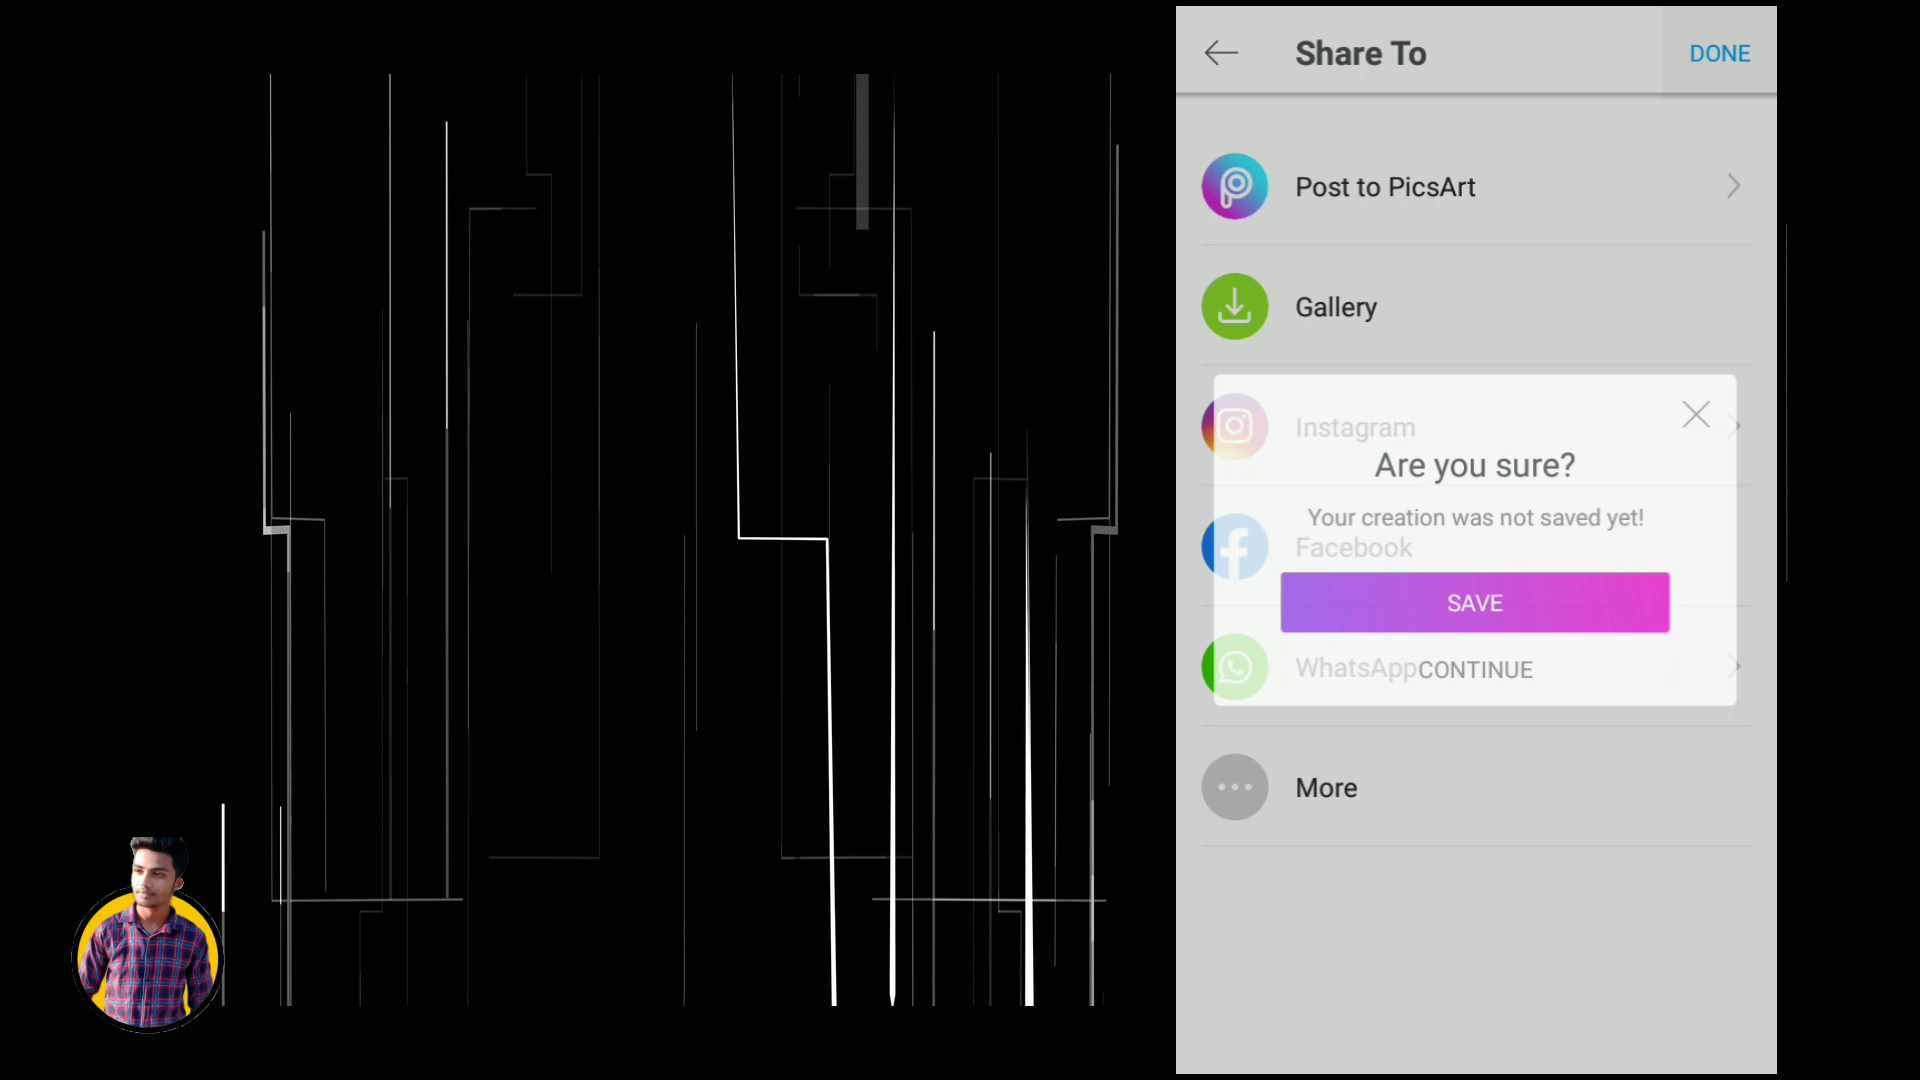 Share To
DONE
Post to PicsArt
Gallery
Instagram
Are you sure?
Your creation was not saved yet!
Facebook
SAVE
WhatsApp
CONTINUE
More